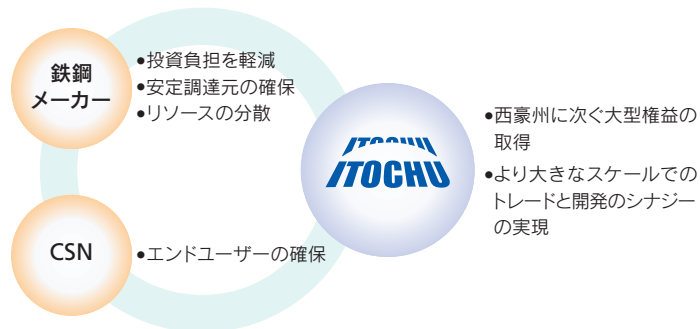 鉄鋼
メーカー
●投資負担を軽減
●安定調達元の確保
●リソースの分散
ITOCHU
ITOCHU
●西豪州に次ぐ大型権益の
取得
●より大きなスケールでの
トレードと開発のシナジー
の実現
CSN
●エンドユーザーの確保